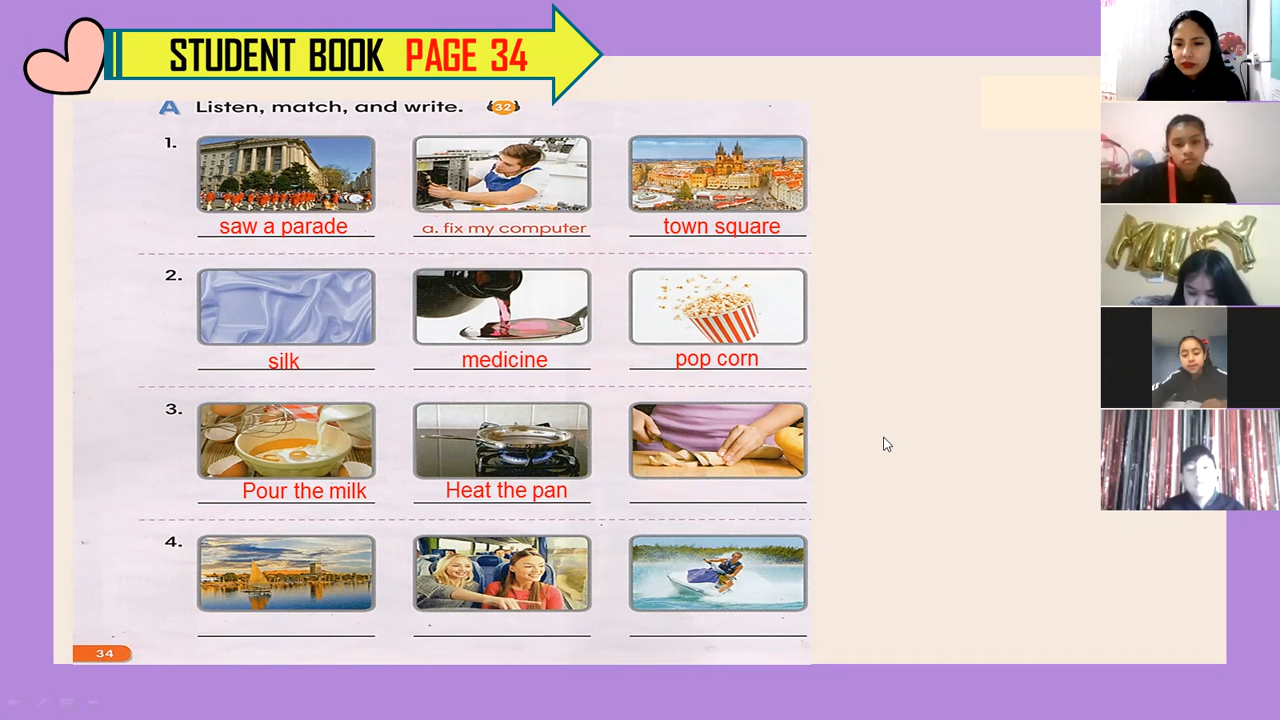 STUDENT BOOK PAGE 34
A Listen, match, and write. 32
1.
saw a parade
a. fix my computer
town square
2.
silk
medicine
pop corn
3.
Pour the milk
Heat the pan
4.
34